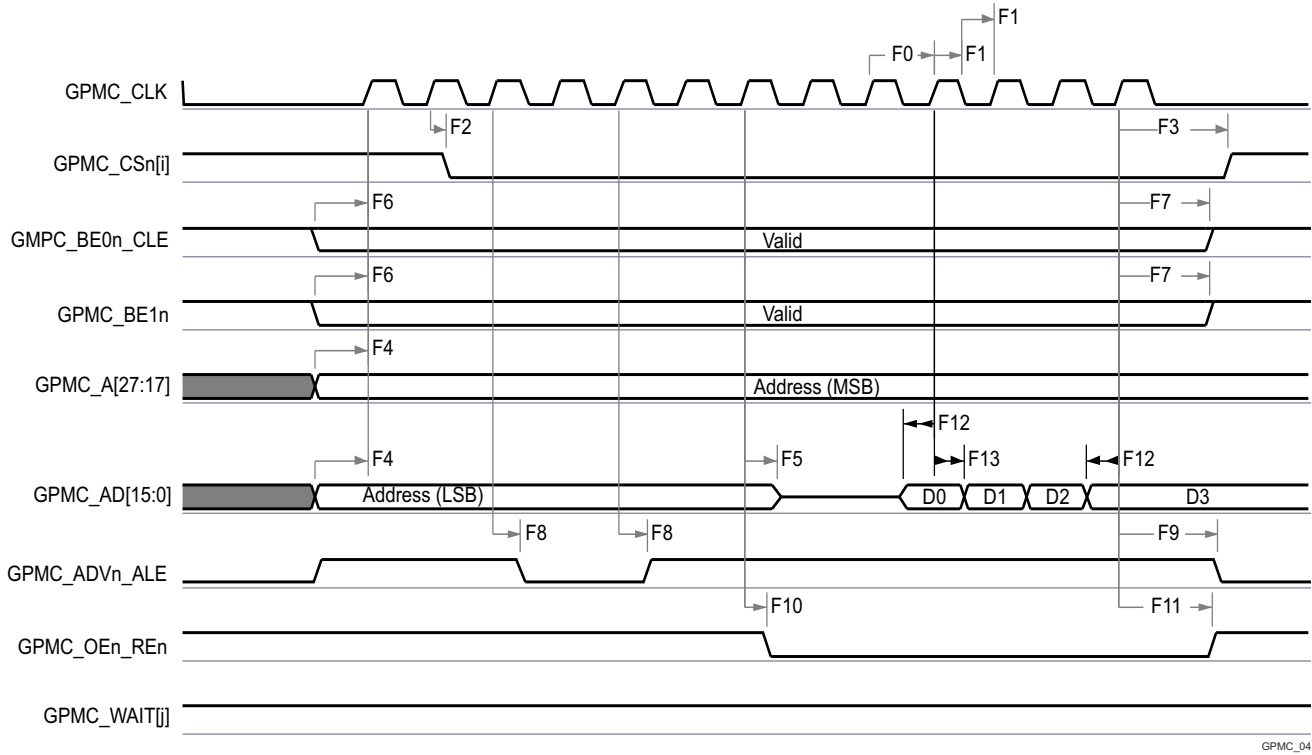 F1
F0 F1
GPMC_CLK
F2 F3
GPMC_CSn[i]
F6 F7
GMPC_BE0n_CLE Valid
F6 F7
GPMC_BE1n Valid
F4
GPMC_A[27:17] Address (MSB)
F12
F4 F5 F13 F12
GPMC_AD[15:0] Address (LSB) D0 D1 D2 D3
F8 F8 F9
GPMC_ADVn_ALE
F10 F11
GPMC_OEn_REn
GPMC_WAIT[j]
GPMC_04